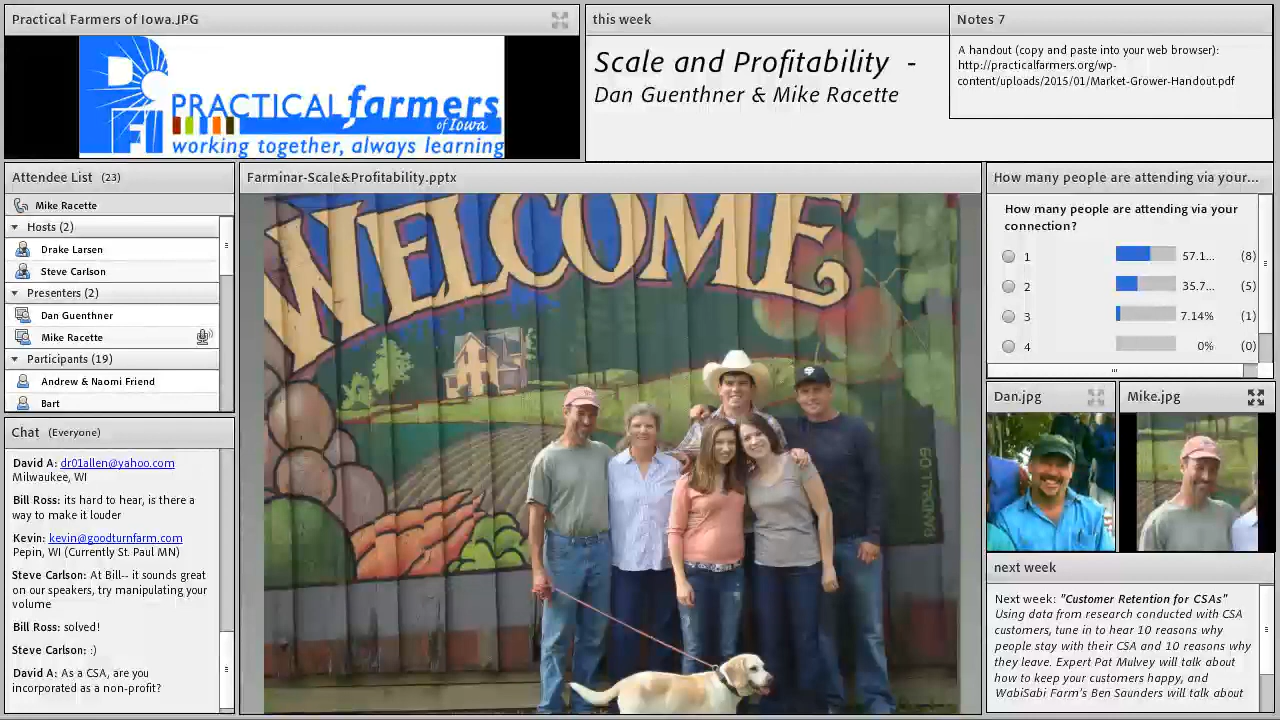 Practical Farmers of Iowa.JPG
PRACTICAL farmers
of Iowa
PFI
working together, always learning
this week
Scale and Profitability -
Dan Guenthner & Mike Racette
Notes 7
A handout (copy and paste into your web browser):
http://practicalfarmers.org/wp-
content/uploads/2015/01/Market-Grower-Handout.pdf
Attendee List (23)
Mike Racette
Hosts (2)
Drake Larsen
Steve Carlson
Presenters (2)
Dan Guenthner
Mike Racette
Participants (19)
Andrew & Naomi Friend
Bart
Chat (Everyone)
David A: dr01allen@yahoo.com
Milwaukee, WI
Bill Ross: its hard to hear, is there a
way to make it louder
Kevin: kevin@goodturnfarm.com
Pepin, WI (Currently St. Paul MN)
Steve Carlson: At Bill-- it sounds great
on our speakers, try manipulating your
volume
Bill Ross: solved!
Steve Carlson: :)
David A: As a CSA, are you
incorporated as a non-profit?
Farminar-Scale&Profitability.pptx
WELCOME
RANDALL 09
How many people are attending via your...
How many people are attending via your
connection?
1 57.1... (8)
2 35.7... (5)
3 7.14% (1)
4 0% (0)
Dan.jpg
Mike.jpg
next week
Next week: "Customer Retention for CSAs"
Using data from research conducted with CSA
customers, tune in to hear 10 reasons why
people stay with their CSA and 10 reasons why
they leave. Expert Pat Mulvey will talk about
how to keep your customers happy, and
WabiSabi Farm's Ben Saunders will talk about